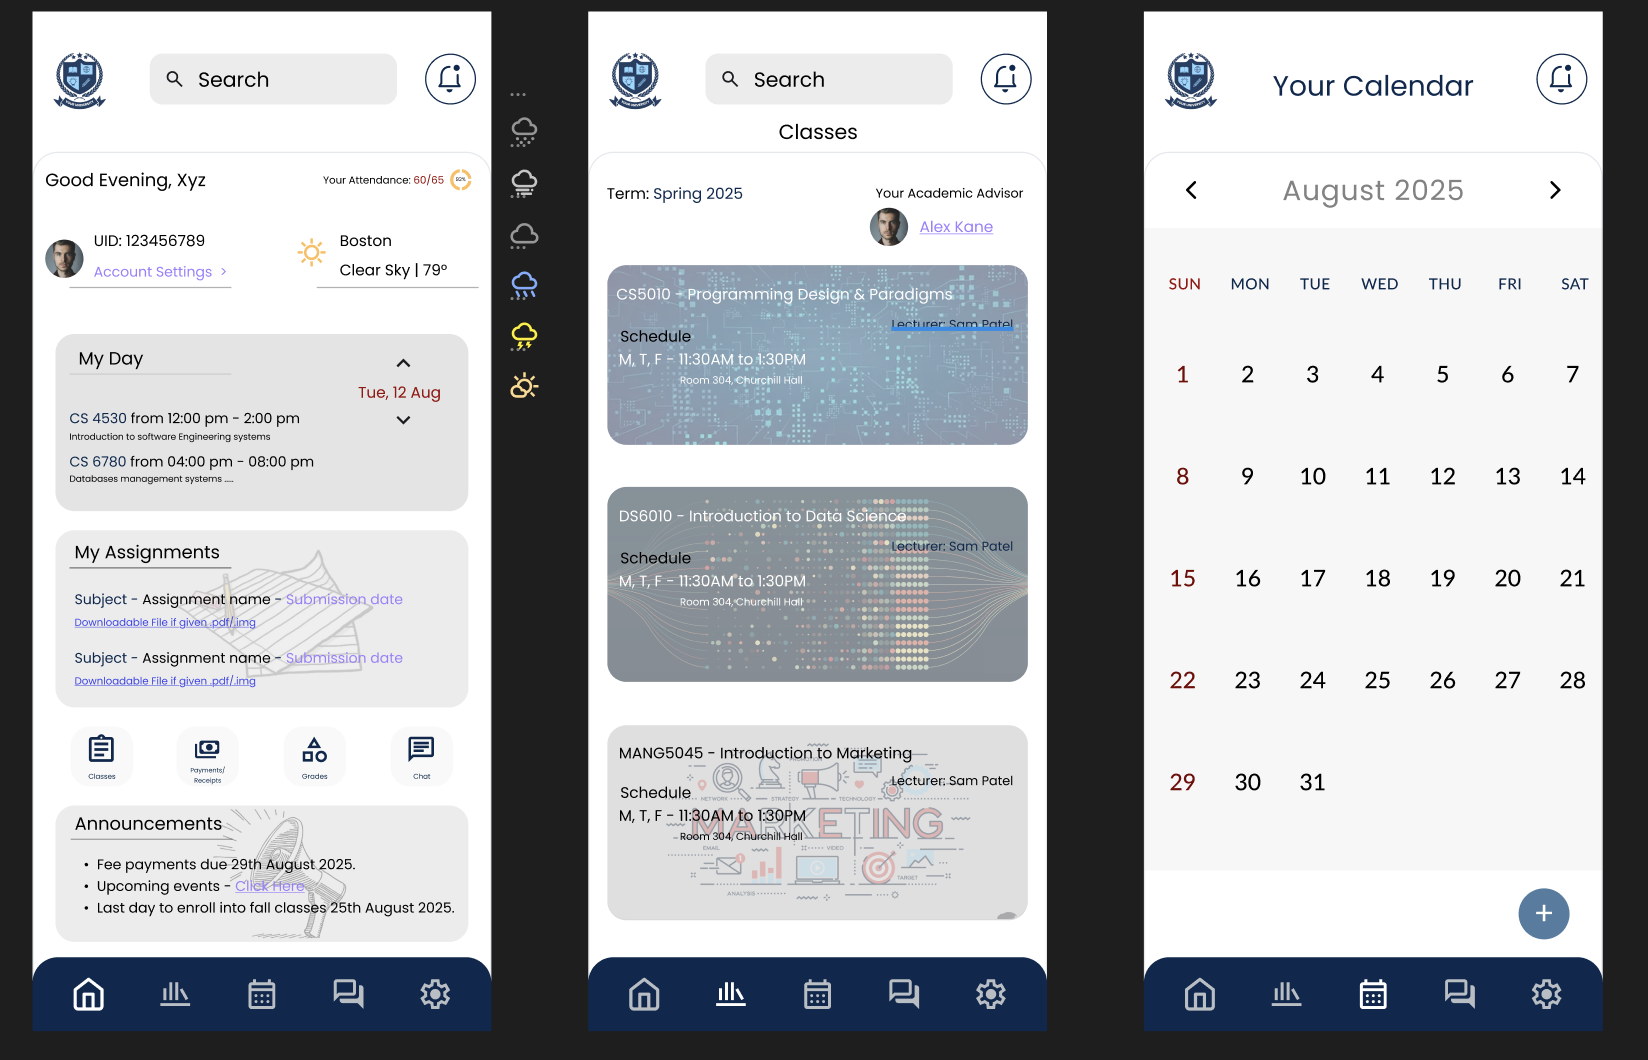 Search
Good Evening, Xyz
Your Attendance: 60/65
92%
UID: 123456789
Account Settings >
Boston
Clear Sky | 79°
My Day
Tue, 12 Aug
CS 4530 from 12:00 pm - 2:00 pm
Introduction to software Engineering systems
CS 6780 from 04:00 pm - 08:00 pm
Databases management systems ....
My Assignments
Subject - Assignment name - Submission date
Downloadable File if given .pdf/.img
Subject - Assignment name - Submission date
Downloadable File if given .pdf/.img
Classes
Payments/
Receipts
Grades
Chat
Announcements
• Fee payments due 29th August 2025.
• Upcoming events - Click Here
• Last day to enroll into fall classes 25th August 2025.
...
Search
Classes
Term: Spring 2025
Your Academic Advisor
Alex Kane
CS5010 - Programming Design & Paradigms
Lecturer: Sam Patel
Schedule
M, T, F - 11:30AM to 1:30PM
Room 304, Churchill Hall
DS6010 - Introduction to Data Science
Lecturer: Sam Patel
Schedule
M, T, F - 11:30AM to 1:30PM
Room 304, Churchill Hall
MANG5045 - Introduction to Marketing
Lecturer: Sam Patel
Schedule
M, T, F - 11:30AM to 1:30PM
Room 304, Churchill Hall
NETWORK
STRATEGY
TECHNOLOGY
MARKETING
EMAIL
VIDEO
TARGET
ANALYSIS
Your Calendar
August 2025
SUN MON TUE WED THU FRI SAT
1 2 3 4 5 6 7
8 9 10 11 12 13 14
15 16 17 18 19 20 21
22 23 24 25 26 27 28
29 30 31
+